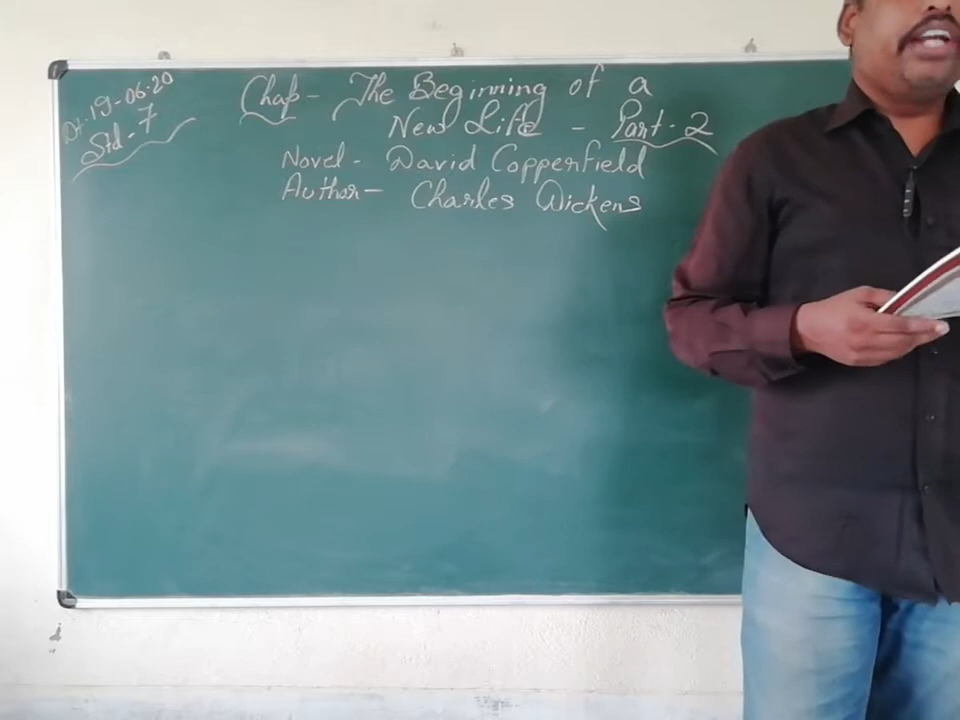 Dt.19-06-20
Std-7
Chap- The Beginning of a
New Life - Part-2
Novel- David Copperfield
Author- Charles Dickens